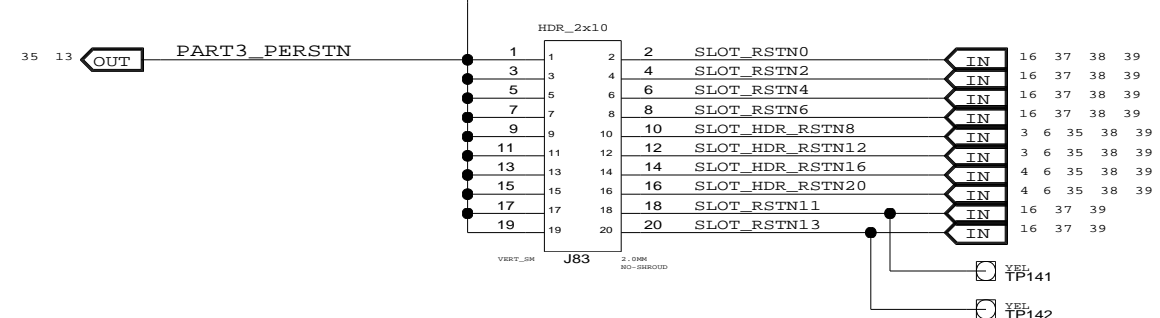 HDR_2x10
35 13 OUT PART3_PERSTN 1 1 2 2 SLOT_RSTN0 IN 16 37 38 39
3 3 4 4 SLOT_RSTN2 IN 16 37 38 39
5 5 6 6 SLOT_RSTN4 IN 16 37 38 39
7 7 8 8 SLOT_RSTN6 IN 16 37 38 39
9 9 10 10 SLOT_HDR_RSTN8 IN 3 6 35 38 39
11 11 12 12 SLOT_HDR_RSTN12 IN 3 6 35 38 39
13 13 14 14 SLOT_HDR_RSTN16 IN 4 6 35 38 39
15 15 16 16 SLOT_HDR_RSTN20 IN 4 6 35 38 39
17 17 18 18 SLOT_RSTN11 IN 16 37 39
19 19 20 20 SLOT_RSTN13 IN 16 37 39
VERT_SM J83 2.0MM
NO-SHROUD
YEL
TP141
YEL
TP142